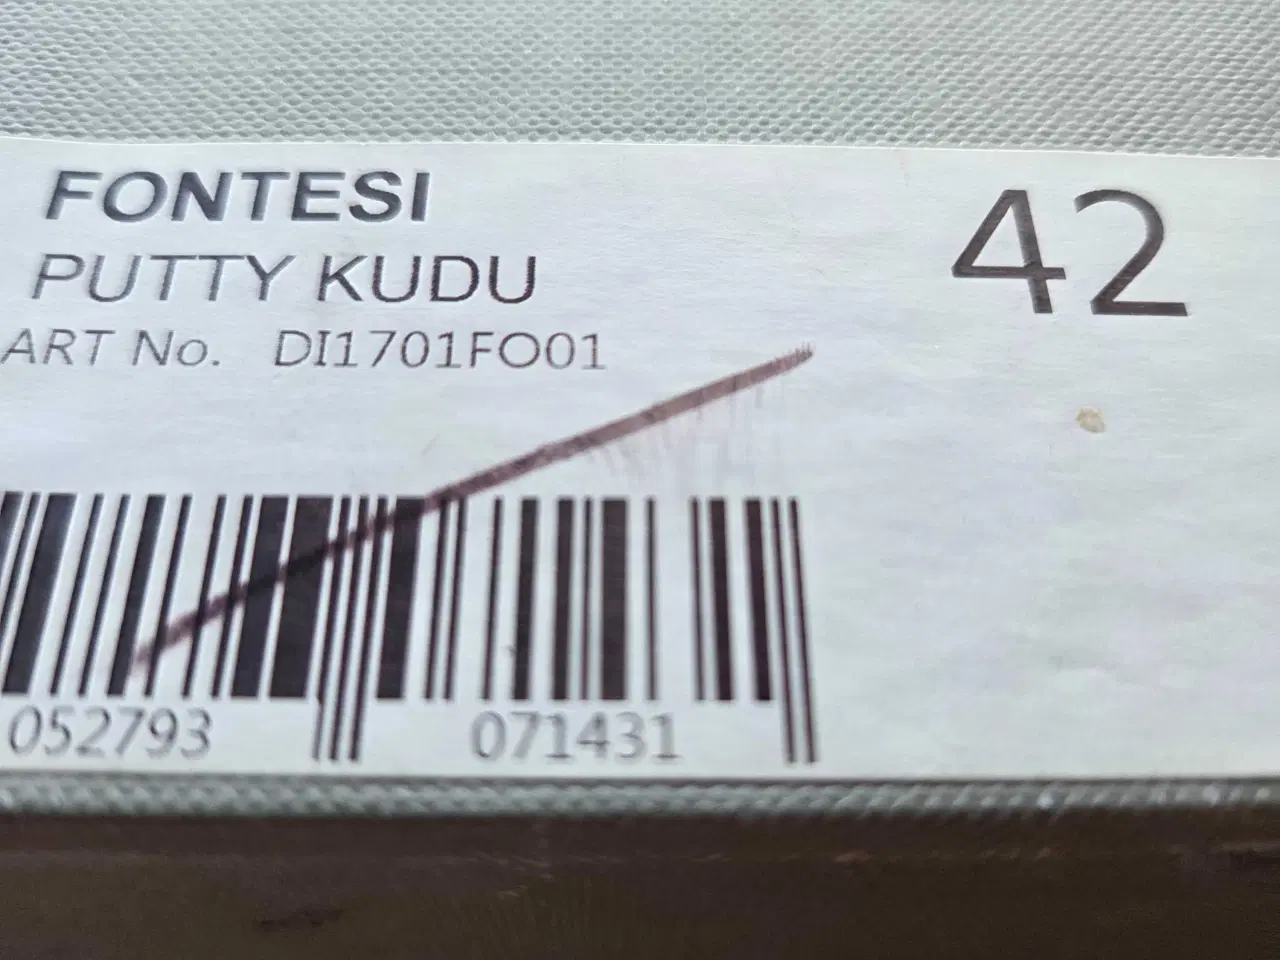 FONTESI
42
PUTTY KUDU
ART No. DI1701FO01
052793 071431